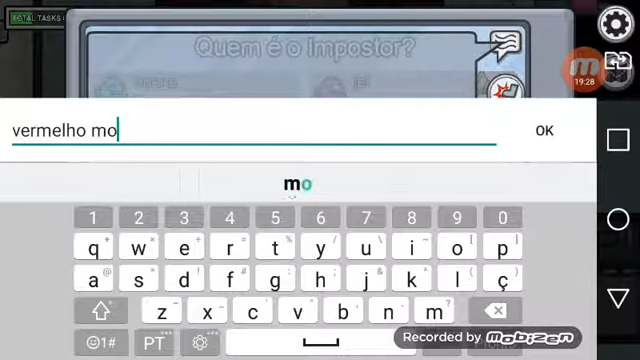 TOTAL TASKS
Quem é o Impostor?
19:28
vermelho mo
OK
mo
1 2 3 4 5 6 7 8 9 0
q w e r t y u i o p
a s d f g h j k l ç
z x c v b n m
☺1# PT
Recorded by Mobizen